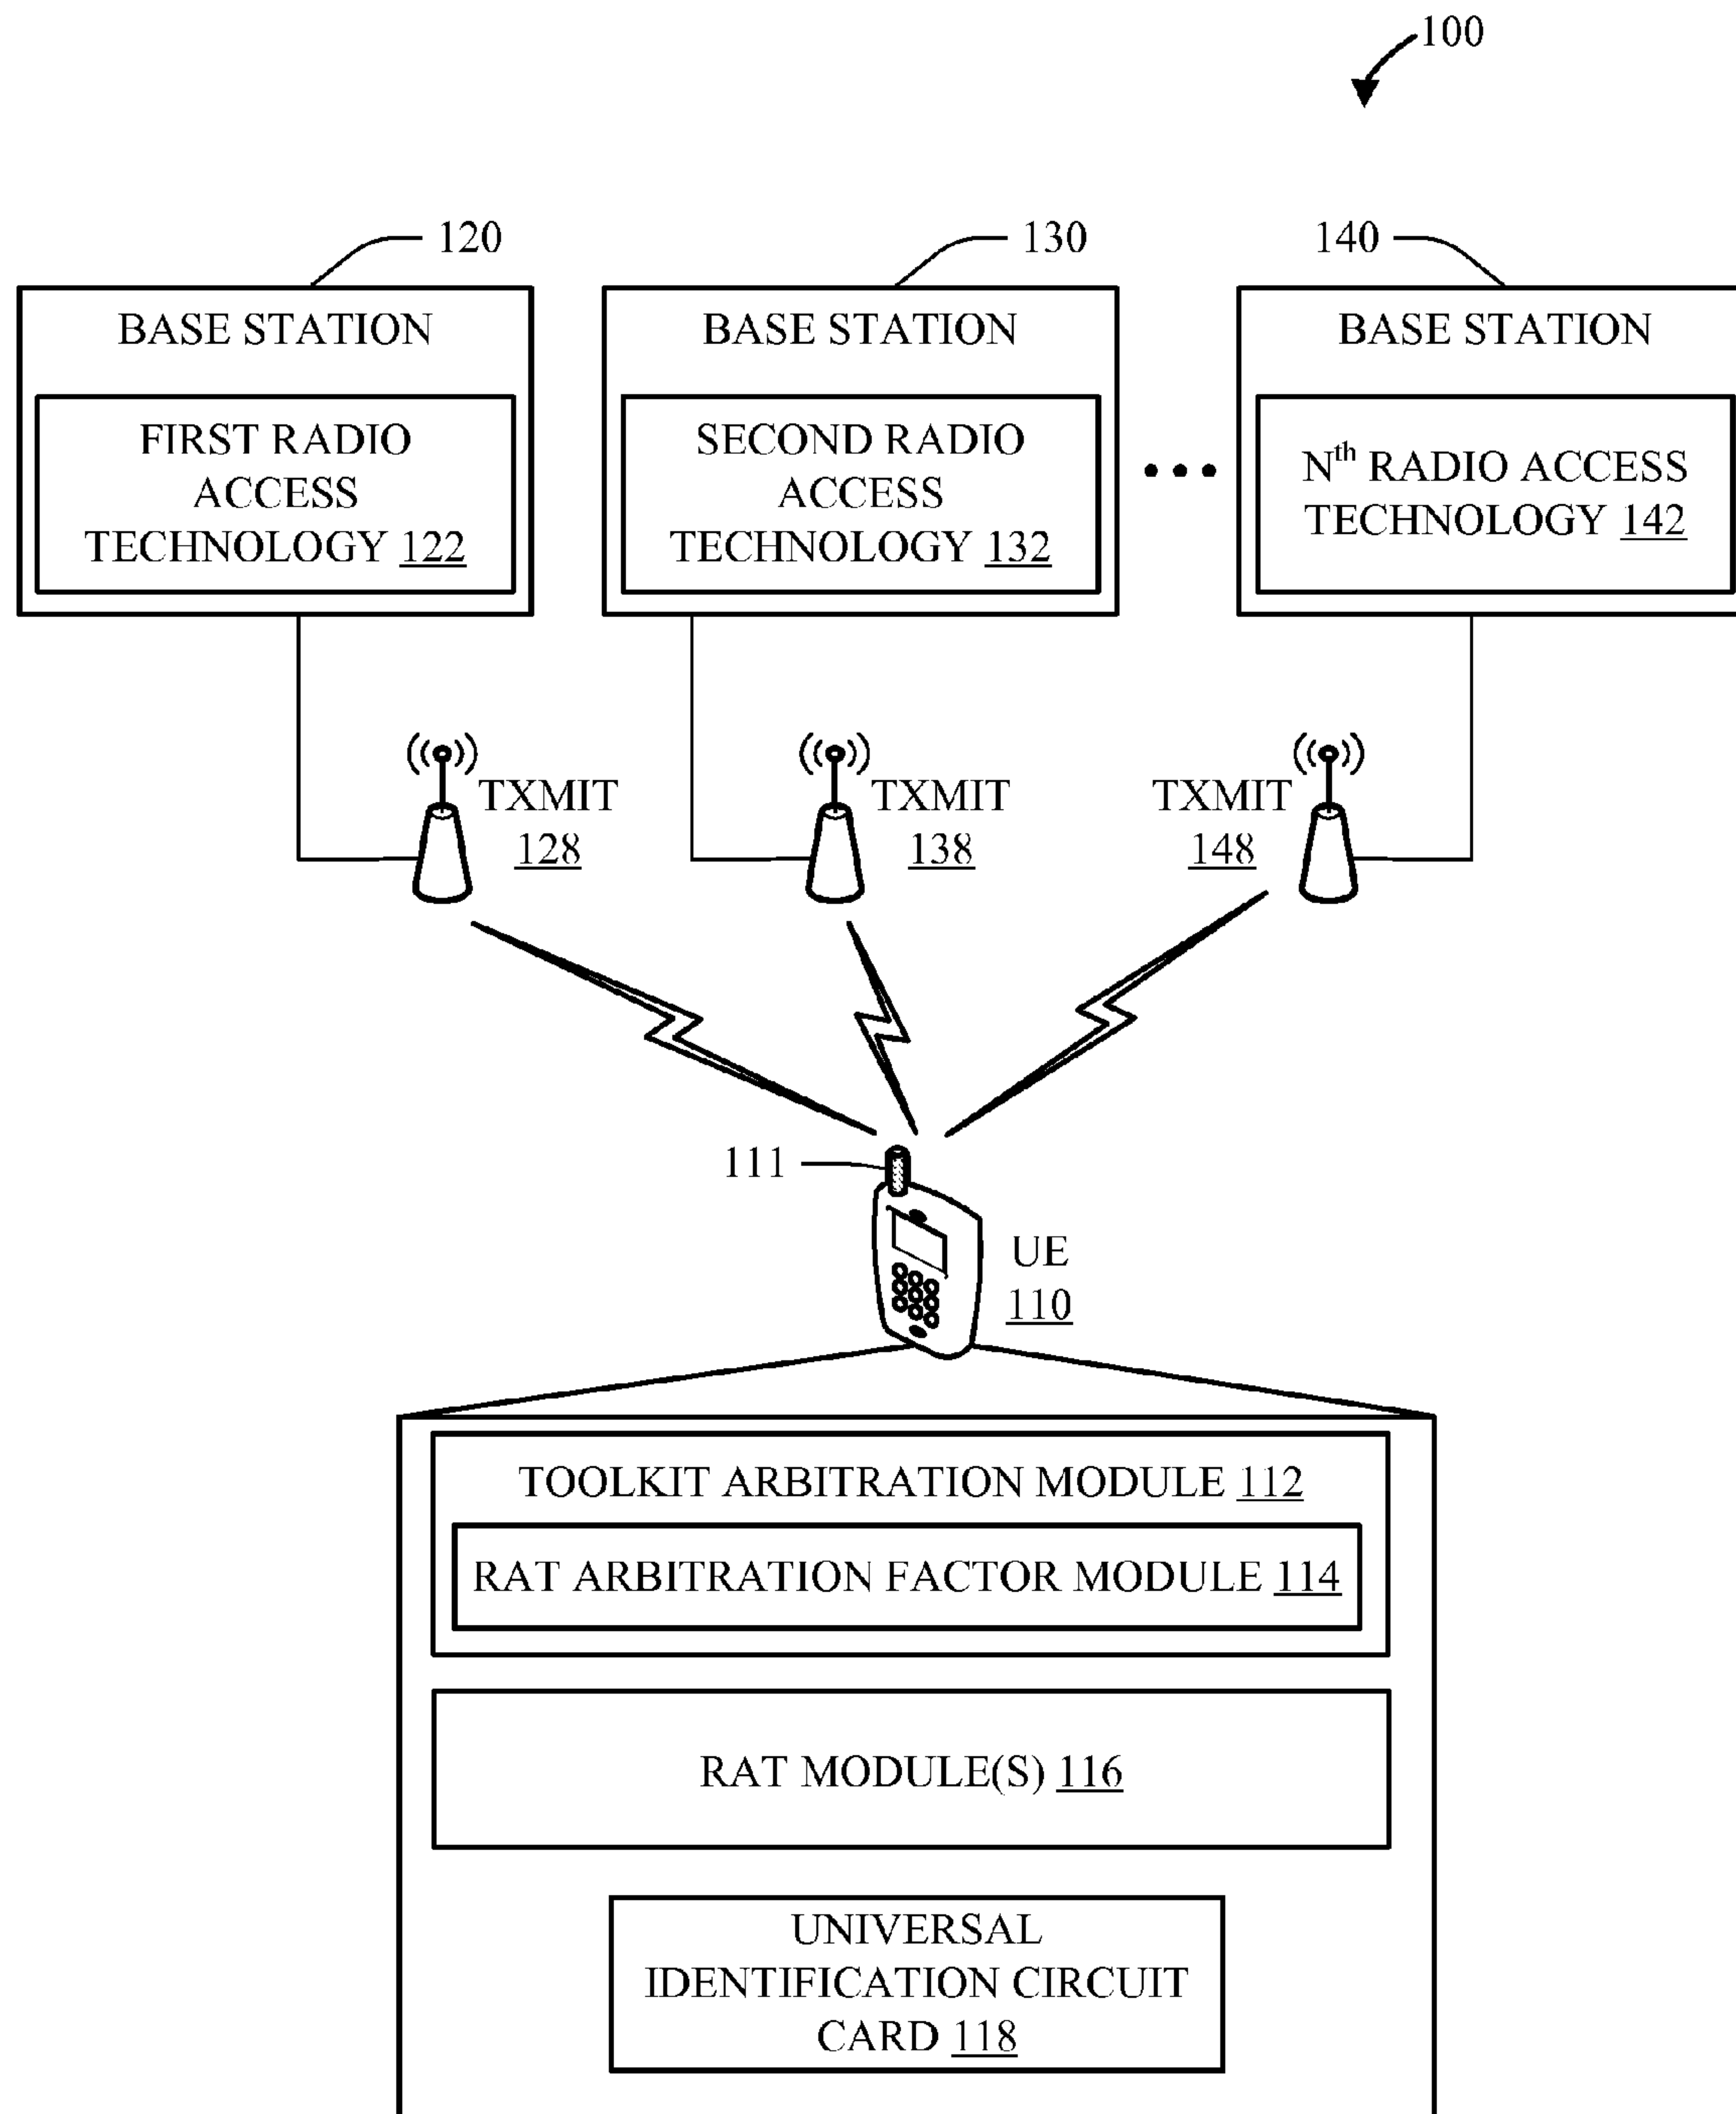 100
120
130
140
BASE STATION
BASE STATION
BASE STATION
FIRST RADIO
ACCESS
TECHNOLOGY 122
SECOND RADIO
ACCESS
TECHNOLOGY 132
Nth RADIO ACCESS
TECHNOLOGY 142
TXMIT
128
TXMIT
138
TXMIT
148
111
UE
110
TOOLKIT ARBITRATION MODULE 112
RAT ARBITRATION FACTOR MODULE 114
RAT MODULE(S) 116
UNIVERSAL
IDENTIFICATION CIRCUIT
CARD 118